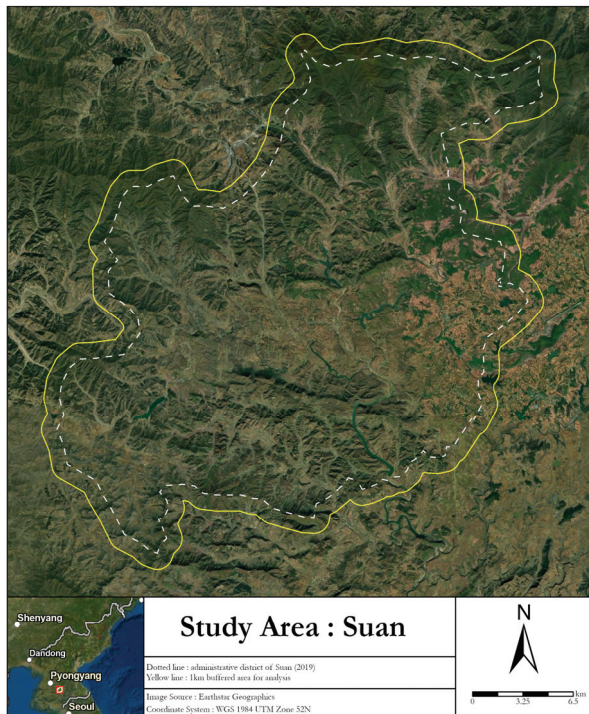 Shenyang
Dandong
Pyongyang
Seoul
Study Area : Suan
Dotted line : administrative district of Suan (2019)
Yellow line : 1km buffered area for analysis
Image Source : Earthstar Geographics
Coordinate System : WGS 1984 UTM Zone 52N
N
km
0 3.25 6.5